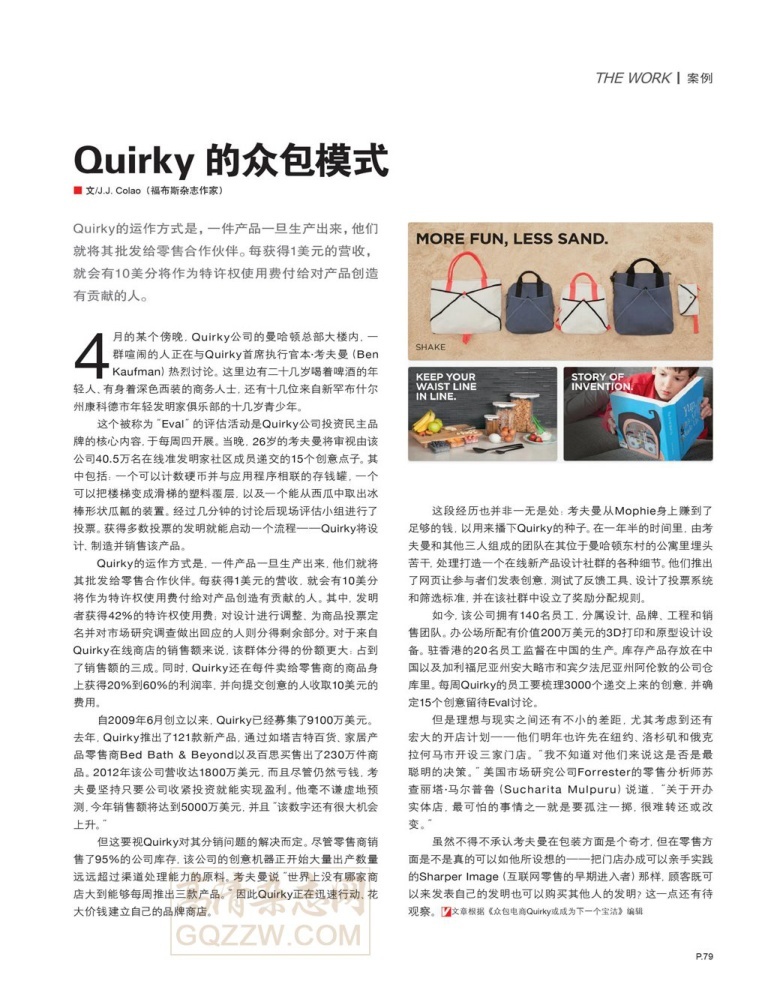 THE WORK | 案例
Quirky 的众包模式
文/J.J. Colao（福布斯杂志作家）
Quirky的运作方式是，一件产品一旦生产出来，他们
就将其批发给零售合作伙伴。每获得1美元的营收，
就会有10美分将作为特许权使用费付给对产品创造
有贡献的人。
4月的某个傍晚，Quirky公司的曼哈顿总部大楼内，一
群喧闹的人正在与Quirky首席执行官本·考夫曼（Ben
Kaufman）热烈讨论。这里边有二十几岁喝着啤酒的年
轻人、有身着深色西装的商务人士，还有十几位来自新罕布什尔
州康科德市年轻发明家俱乐部的十几岁青少年。
这个被称为“Eval”的评估活动是Quirky公司投资民主品
牌的核心内容，于每周四开展。当晚，26岁的考夫曼将审视由该
公司40.5万名在线准发明家社区成员递交的15个创意点子。其
中包括：一个可以计数硬币并与应用程序相联的存钱罐，一个
可以把楼梯变成滑梯的塑料覆层，以及一个能从西瓜中取出冰
棒形状瓜瓤的装置。经过几分钟的讨论后现场评估小组进行了
投票。获得多数投票的发明就能启动一个流程——Quirky将设
计，制造并销售该产品。
Quirky的运作方式是，一件产品一旦生产出来，他们就将
其批发给零售合作伙伴。每获得1美元的营收，就会有10美分
将作为特许权使用费付给对产品创造有贡献的人。其中，发明
者获得42%的特许权使用费；对设计进行调整，为商品投票定
名并对市场研究调查做出回应的人则分得剩余部分。对于来自
Quirky在线商店的销售额来说，该群体分得的份额更大：占到
了销售额的三成。同时，Quirky还在每件卖给零售商的商品身
上获得20%到60%的利润率，并向提交创意的人收取10美元的
费用。
自2009年6月创立以来，Quirky已经募集了9100万美元。
去年，Quirky推出了121款新产品，通过如塔吉特百货，家居产
品零售商Bed Bath & Beyond以及百思买售出了230万件商
品。2012年该公司营收达1800万美元，而且尽管仍然亏钱，考
夫曼坚持只要公司收紧投资就能实现盈利。他毫不谦虚地预
测，今年销售额将达到5000万美元，并且“该数字还有很大机会
上升。”
但这要视Quirky对其分销问题的解决而定。尽管零售商销
售了95%的公司库存，该公司的创意机器正开始大量出产数量
远远超过渠道处理能力的原料。考夫曼说“世界上没有哪家商
店大到能够每周推出三款产品。”因此Quirky正在迅速行动，花
大价钱建立自己的品牌商店。
MORE FUN, LESS SAND.
SHAKE
KEEP YOUR
WAIST LINE
IN LINE.
STORY OF
INVENTION.
这段经历也并非一无是处：考夫曼从Mophie身上赚到了
足够的钱，以用来播下Quirky的种子。在一年半的时间里，由考
夫曼和其他三人组成的团队在其位于曼哈顿东村的公寓里埋头
苦干，处理打造一个在线新产品设计社群的各种细节。他们推出
了网页让参与者们发表创意，测试了反馈工具，设计了投票系统
和筛选标准，并在该社群中设立了奖励分配规则。
如今，该公司拥有140名员工，分属设计，品牌，工程和销
售团队。办公场所配有价值200万美元的3D打印和原型设计设
备。驻香港的20名员工监督在中国的生产。库存产品存放在中
国以及加利福尼亚州安大略市和宾夕法尼亚州阿伦敦的公司仓
库里。每周Quirky的员工要梳理3000个递交上来的创意，并确
定15个创意留待Eval讨论。
但是理想与现实之间还有不小的差距，尤其考虑到还有
宏大的开店计划——他们明年也许先在纽约、洛杉矶和俄克
拉何马市开设三家门店。“我不知道对他们来说这是否是最
聪明的决策。”美国市场研究公司Forrester的零售分析师苏
查丽塔·马尔普鲁（Sucharita Mulpuru）说道，“关于开办
实体店，最可怕的事情之一就是要孤注一掷，很难转还或改
变。”
虽然不得不承认考夫曼在包装方面是个奇才，但在零售方
面是不是真的可以如他所设想的——把门店办成可以亲手实践
的Sharper Image（互联网零售的早期进入者）那样，顾客既可
以来发表自己的发明也可以购买其他人的发明？这一点还有待
观察。文章根据《众包电商Quirky或成为下一个宝洁》编辑
高清杂志网
GQZZW.COM
P.79